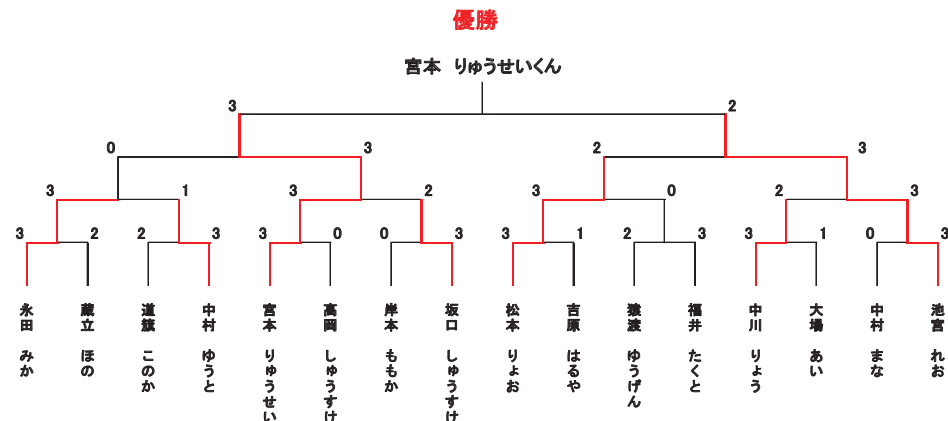 優勝
宮本 りゅうせいくん
3 2
0 3 2 3
3 1 3 2 3 0 2 3
3 2 2 3 3 0 0 3 3 1 2 3 3 1 0 3
永田 みか
蔵立 ほの
道籏 このか
中村 ゆうと
宮本 りゅうせい
高岡 しゅうすけ
岸本 ももか
坂口 しゅうすけ
松本 りょお
吉原 はるや
猿渡 ゆうげん
福井 たくと
中川 りょう
大場 あい
中村 まな
池宮 れお